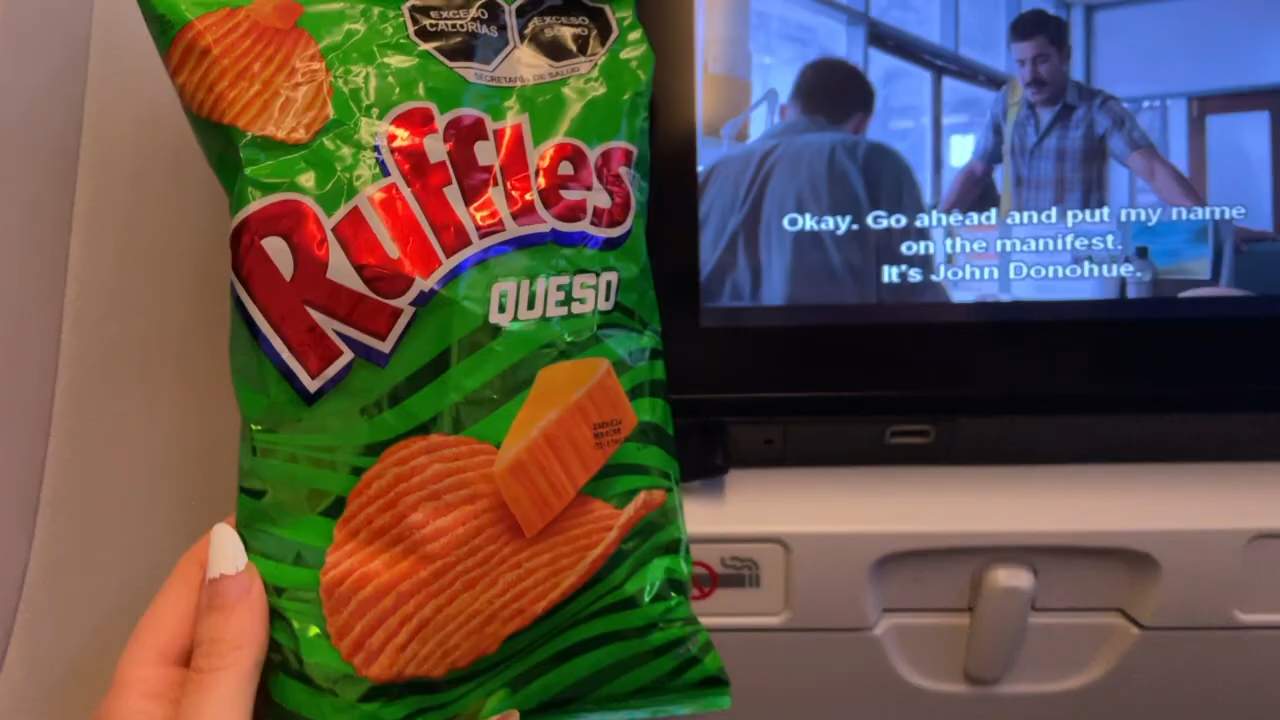 EXCESO
CALORÍAS
EXCESO
SODIO
SECRETARÍA DE SALUD
Ruffles
QUESO
Okay. Go ahead and put my name
on the manifest.
It's John Donohue.